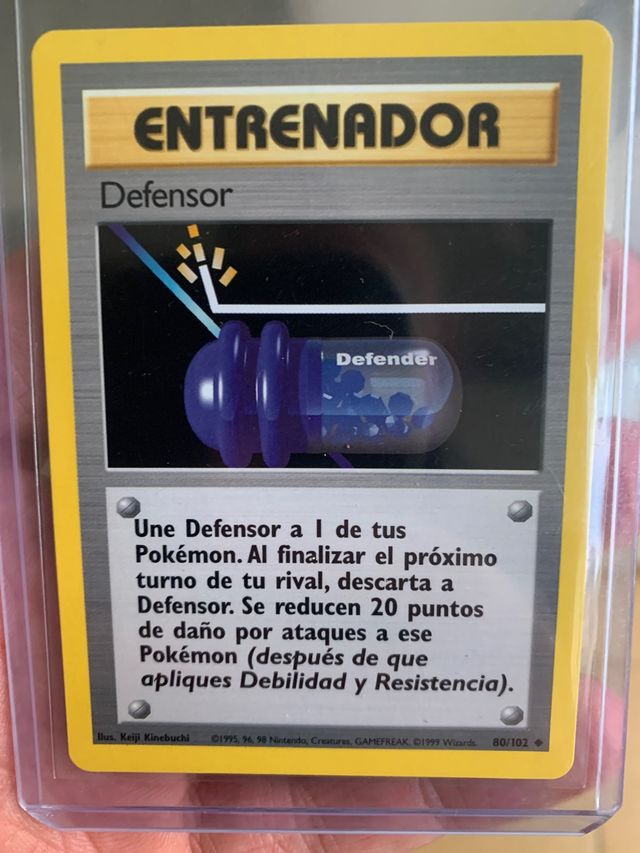 ENTRENADOR
Defensor
Defender
Une Defensor a 1 de tus
Pokémon. Al finalizar el próximo
turno de tu rival, descarta a
Defensor. Se reducen 20 puntos
de daño por ataques a ese
Pokémon (después de que
apliques Debilidad y Resistencia).
Ilus. Keiji Kinebuchi ©1995, 96, 98 Nintendo, Creatures, GAMEFREAK. ©1999 Wizards. 80/102 ◆